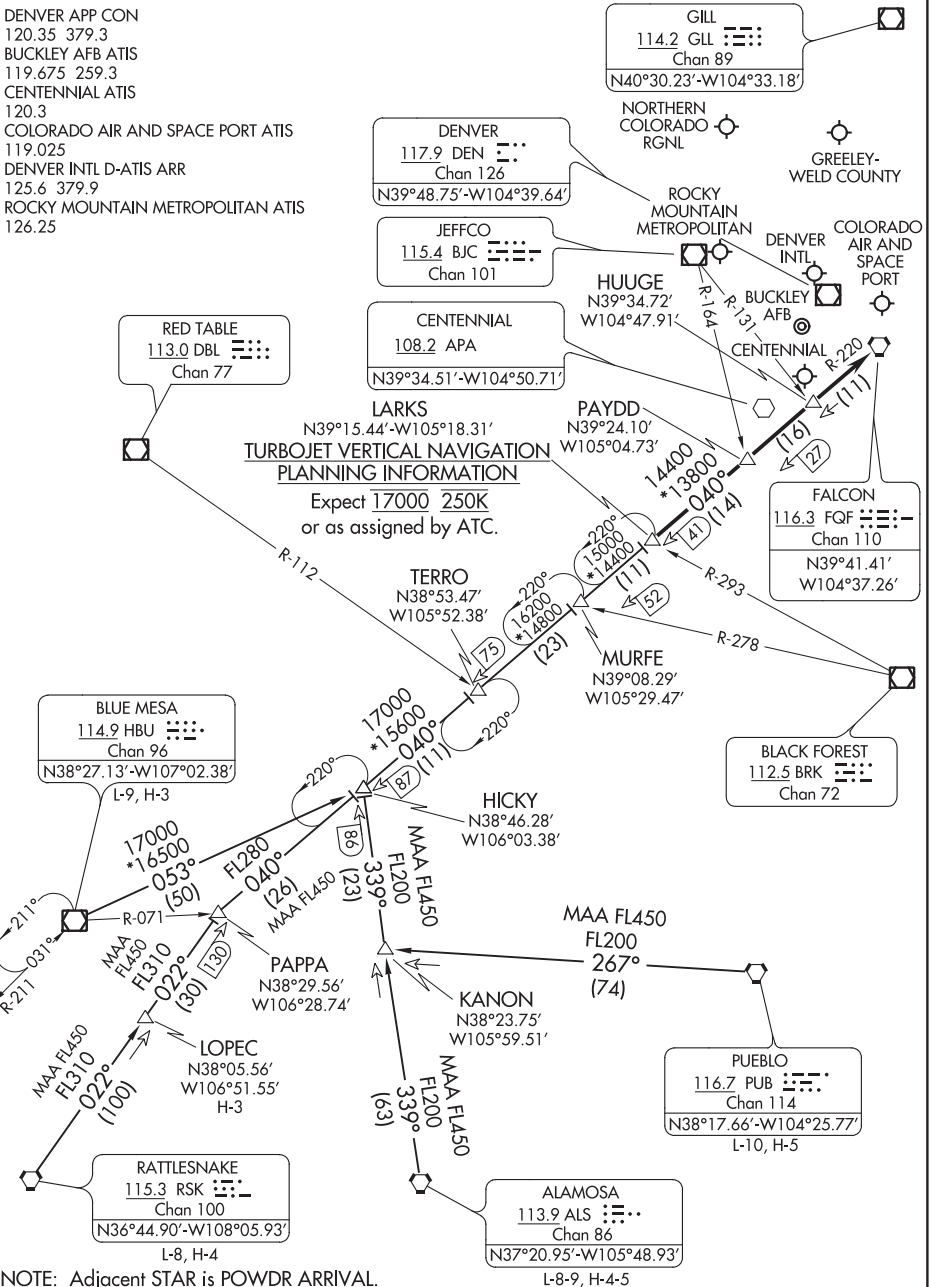 DENVER APP CON
120.35 379.3
BUCKLEY AFB ATIS
119.675 259.3
CENTENNIAL ATIS
120.3
COLORADO AIR AND SPACE PORT ATIS
119.025
DENVER INTL D-ATIS ARR
125.6 379.9
ROCKY MOUNTAIN METROPOLITAN ATIS
126.25
GILL
114.2 GLL
Chan 89
N40°30.23′-W104°33.18′
NORTHERN
COLORADO
RGNL
GREELEY-
WELD COUNTY
DENVER
117.9 DEN
Chan 126
N39°48.75′-W104°39.64′
ROCKY
MOUNTAIN
METROPOLITAN
JEFFCO
115.4 BJC
Chan 101
DENVER
INTL
COLORADO
AIR AND
SPACE
PORT
HUUGE
N39°34.72′
W104°47.91′
R-164
R-131
BUCKLEY
AFB
CENTENNIAL
108.2 APA
N39°34.51′-W104°50.71′
CENTENNIAL
R-220
(11)
RED TABLE
113.0 DBL
Chan 77
LARKS
N39°15.44′-W105°18.31′
TURBOJET VERTICAL NAVIGATION
PLANNING INFORMATION
Expect 17000 250K
or as assigned by ATC.
PAYDD
N39°24.10′
W105°04.73′
(16)
27
14400
*13800
040°
(14)
41
FALCON
116.3 FQF
Chan 110
N39°41.41′
W104°37.26′
R-112
220°
15000
*14400
(11)
52
R-293
TERRO
N38°53.47′
W105°52.38′
220°
16200
*14800
(23)
75
R-278
MURFE
N39°08.29′
W105°29.47′
BLUE MESA
114.9 HBU
Chan 96
N38°27.13′-W107°02.38′
L-9, H-3
17000
*15600
040°
(11)
220°
87
BLACK FOREST
112.5 BRK
Chan 72
220°
HICKY
N38°46.28′
W106°03.38′
17000
*16500
053°
(50)
FL280
040°
(26)
MAA FL450
86
MAA FL450
FL200
339°
(23)
211°
031°
R-211
R-071
MAA
FL450
FL310
022°
(30)
130
PAPPA
N38°29.56′
W106°28.74′
MAA FL450
FL200
267°
(74)
KANON
N38°23.75′
W105°59.51′
LOPEC
N38°05.56′
W106°51.55′
H-3
MAA FL450
FL310
022°
(100)
MAA FL450
FL200
339°
(63)
PUEBLO
116.7 PUB
Chan 114
N38°17.66′-W104°25.77′
L-10, H-5
RATTLESNAKE
115.3 RSK
Chan 100
N36°44.90′-W108°05.93′
L-8, H-4
ALAMOSA
113.9 ALS
Chan 86
N37°20.95′-W105°48.93′
L-8-9, H-4-5
NOTE: Adjacent STAR is POWDR ARRIVAL.